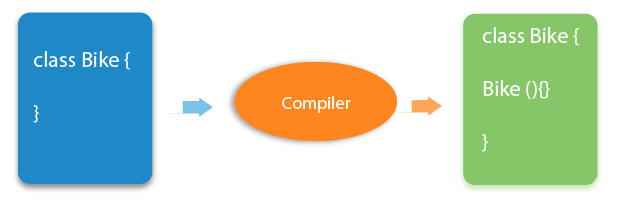 class Bike {
}
Compiler
class Bike {
Bike (){}
}